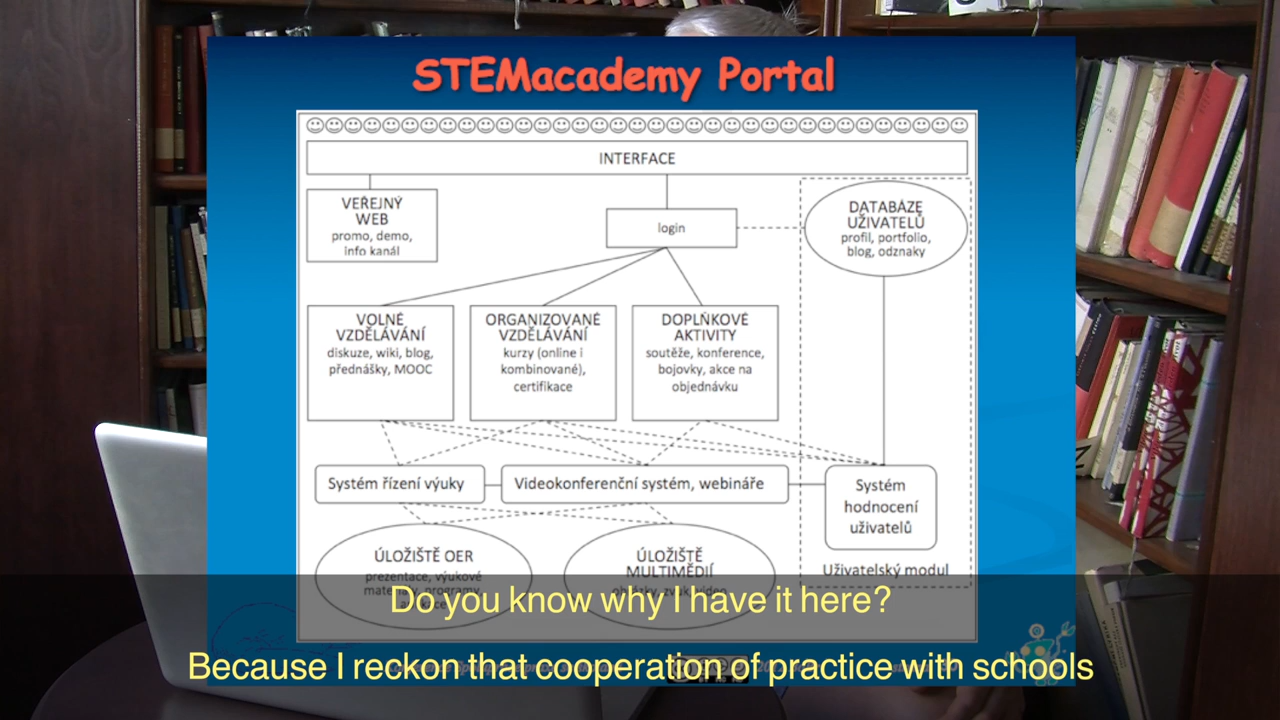 STEMacademy Portal
INTERFACE
VEŘEJNÝ
WEB
promo, demo,
info kanál
login
DATABÁZE
UŽIVATELŮ
profil, portfolio,
blog, odznaky
VOLNÉ
VZDĚLÁVÁNÍ
diskuze, wiki, blog,
přednášky, MOOC
ORGANIZOVANÉ
VZDĚLÁVÁNÍ
kurzy (online i
kombinované),
certifikace
DOPLŇKOVÉ
AKTIVITY
soutěže, konference,
bojovky, akce na
objednávku
Systém řízení výuky
Videokonferenční systém, webináře
Systém
hodnocení
uživatelů
Uživatelský modul
ÚLOŽIŠTĚ OER
prezentace, výukové
ÚLOŽIŠTĚ
MULTIMÉDIÍ
Do you know why I have it here?
Because I reckon that cooperation of practice with schools